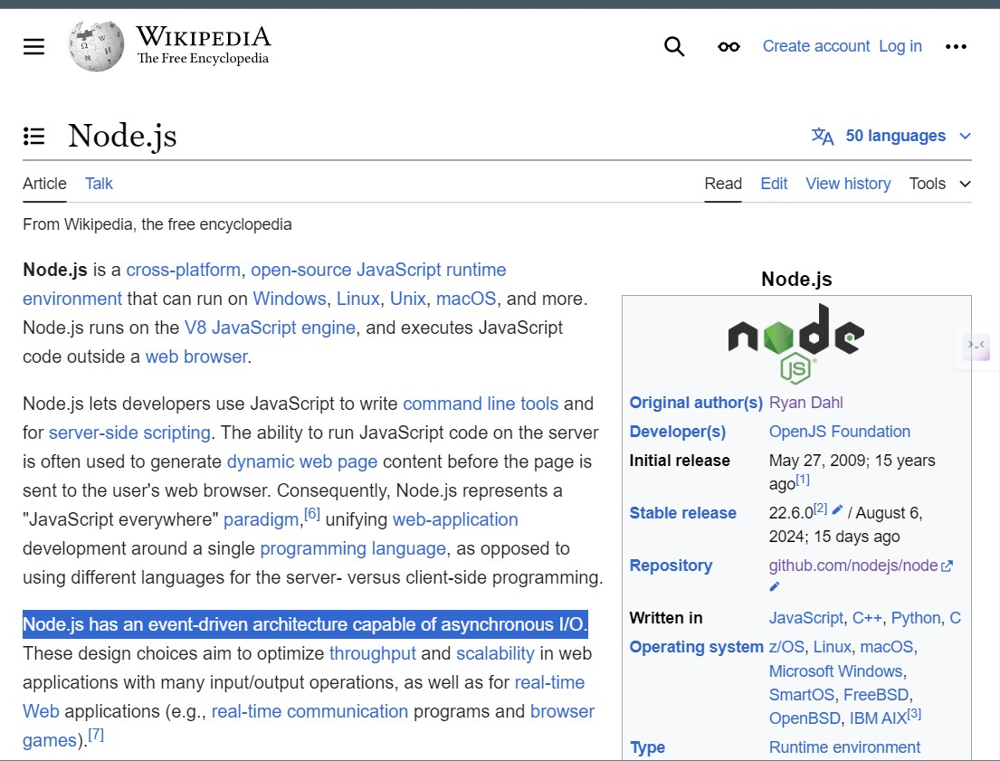 WIKIPEDIA
The Free Encyclopedia
Create account Log in
Node.js
50 languages
Article Talk
Read Edit View history Tools
From Wikipedia, the free encyclopedia
Node.js is a cross-platform, open-source JavaScript runtime
environment that can run on Windows, Linux, Unix, macOS, and more.
Node.js runs on the V8 JavaScript engine, and executes JavaScript
code outside a web browser.
Node.js lets developers use JavaScript to write command line tools and
for server-side scripting. The ability to run JavaScript code on the server
is often used to generate dynamic web page content before the page is
sent to the user's web browser. Consequently, Node.js represents a
"JavaScript everywhere" paradigm,[6] unifying web-application
development around a single programming language, as opposed to
using different languages for the server- versus client-side programming.
Node.js has an event-driven architecture capable of asynchronous I/O.
These design choices aim to optimize throughput and scalability in web
applications with many input/output operations, as well as for real-time
Web applications (e.g., real-time communication programs and browser
games).[7]
Node.js
node
JS
Original author(s) Ryan Dahl
Developer(s) OpenJS Foundation
Initial release May 27, 2009; 15 years
ago[1]
Stable release 22.6.0[2] / August 6,
2024; 15 days ago
Repository github.com/nodejs/node
Written in JavaScript, C++, Python, C
Operating system z/OS, Linux, macOS,
Microsoft Windows,
SmartOS, FreeBSD,
OpenBSD, IBM AIX[3]
Type Runtime environment